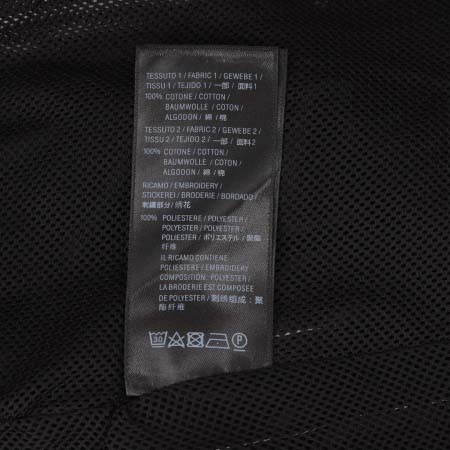 TESSUTO 1 / FABRIC 1 / GEWEBE 1 /
TISSU 1 / TEJIDO 1 / 一部 / 面料1
100% COTONE / COTTON /
BAUMWOLLE / COTON /
ALGODON / 綿 / 棉
TESSUTO 2 / FABRIC 2 / GEWEBE 2 /
TISSU 2 / TEJIDO 2 / 一部 / 面料2
100% COTONE / COTTON /
BAUMWOLLE / COTON /
ALGODON / 綿 / 棉
RICAMO / EMBROIDERY /
STICKEREI / BRODERIE / BORDADO /
刺繍部分 / 绣花
100% POLIESTERE / POLYESTER /
POLYESTER / POLYESTER /
POLIESTER / ポリエステル / 聚酯
纤维
IL RICAMO CONTIENE
POLIESTERE / EMBROIDERY
COMPOSITION: POLYESTER /
LA BRODERIE EST COMPOSEE
DE POLYESTER / 刺绣组成: 聚
酯纤维
30 P